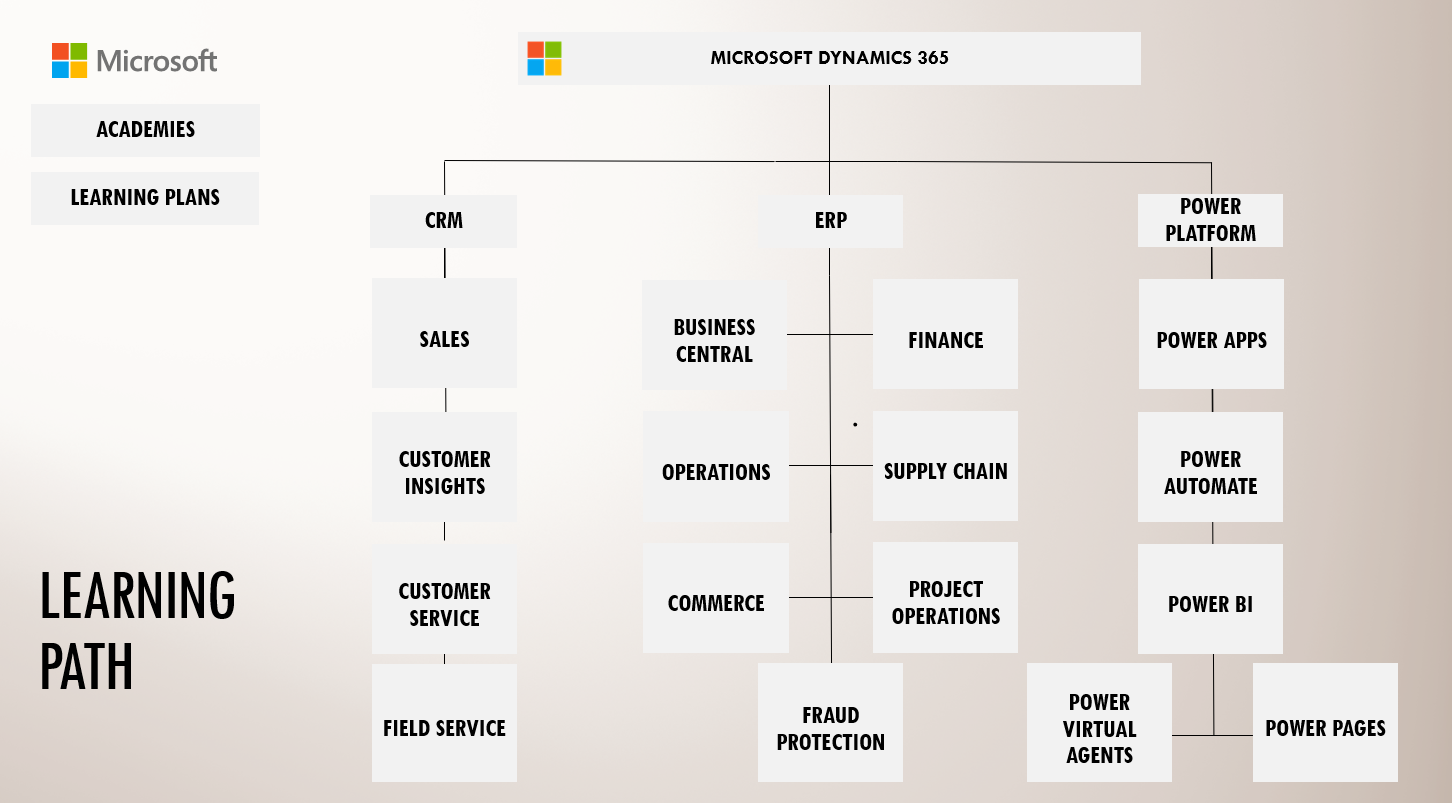 Microsoft
MICROSOFT DYNAMICS 365
ACADEMIES
LEARNING PLANS
CRM
ERP
POWER
PLATFORM
SALES
BUSINESS
CENTRAL
FINANCE
POWER APPS
CUSTOMER
INSIGHTS
OPERATIONS
SUPPLY CHAIN
POWER
AUTOMATE
CUSTOMER
SERVICE
COMMERCE
PROJECT
OPERATIONS
POWER BI
LEARNING
PATH
FIELD SERVICE
FRAUD
PROTECTION
POWER
VIRTUAL
AGENTS
POWER PAGES